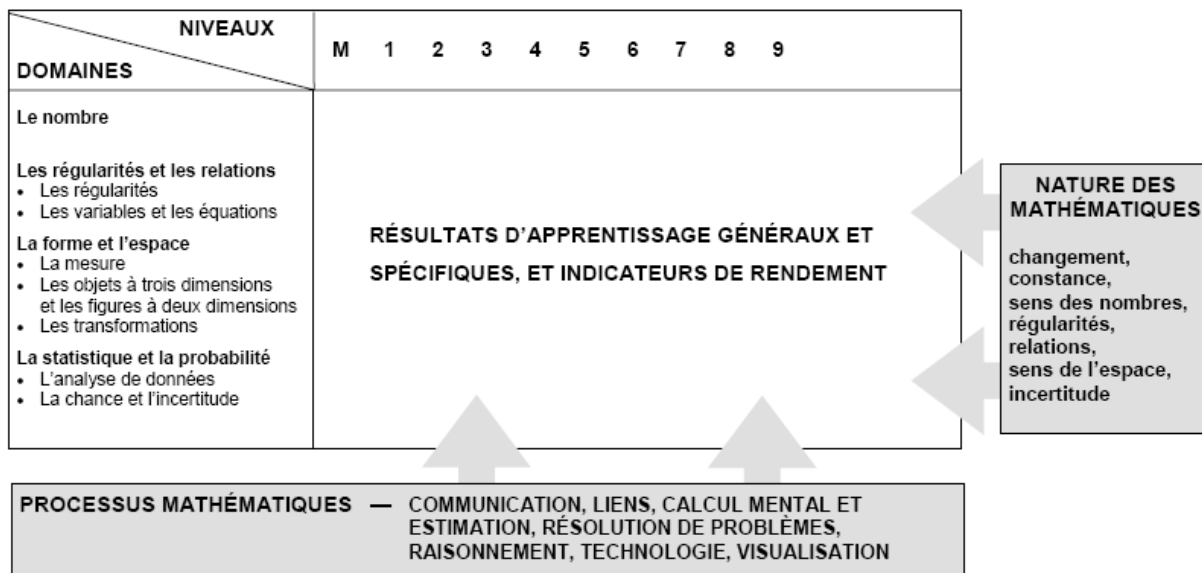 NIVEAUX
DOMAINES
M 1 2 3 4 5 6 7 8 9
Le nombre
Les régularités et les relations
• Les régularités
• Les variables et les équations
La forme et l'espace
• La mesure
• Les objets à trois dimensions
et les figures à deux dimensions
• Les transformations
La statistique et la probabilité
• L'analyse de données
• La chance et l'incertitude
RÉSULTATS D'APPRENTISSAGE GÉNÉRAUX ET
SPÉCIFIQUES, ET INDICATEURS DE RENDEMENT
NATURE DES
MATHÉMATIQUES
changement,
constance,
sens des nombres,
régularités,
relations,
sens de l'espace,
incertitude
PROCESSUS MATHÉMATIQUES — COMMUNICATION, LIENS, CALCUL MENTAL ET
ESTIMATION, RÉSOLUTION DE PROBLÈMES,
RAISONNEMENT, TECHNOLOGIE, VISUALISATION